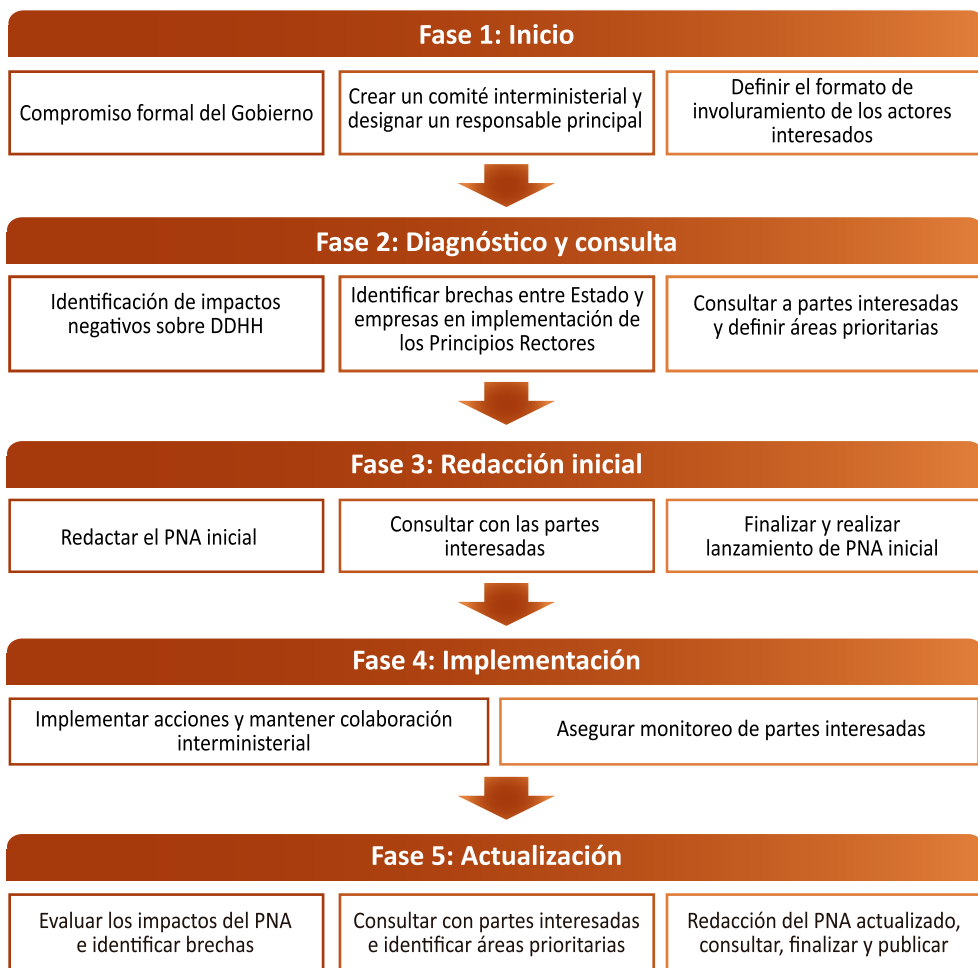 Fase 1: Inicio
Compromiso formal del Gobierno
Crear un comité interministerial y
designar un responsable principal
Definir el formato de
involuramiento de los actores
interesados
Fase 2: Diagnóstico y consulta
Identificación de impactos
negativos sobre DDHH
Identificar brechas entre Estado y
empresas en implementación de
los Principios Rectores
Consultar a partes interesadas
y definir áreas prioritarias
Fase 3: Redacción inicial
Redactar el PNA inicial
Consultar con las partes
interesadas
Finalizar y realizar
lanzamiento de PNA inicial
Fase 4: Implementación
Implementar acciones y mantener colaboración
interministerial
Asegurar monitoreo de partes interesadas
Fase 5: Actualización
Evaluar los impactos del PNA
e identificar brechas
Consultar con partes interesadas
e identificar áreas prioritarias
Redacción del PNA actualizado,
consultar, finalizar y publicar